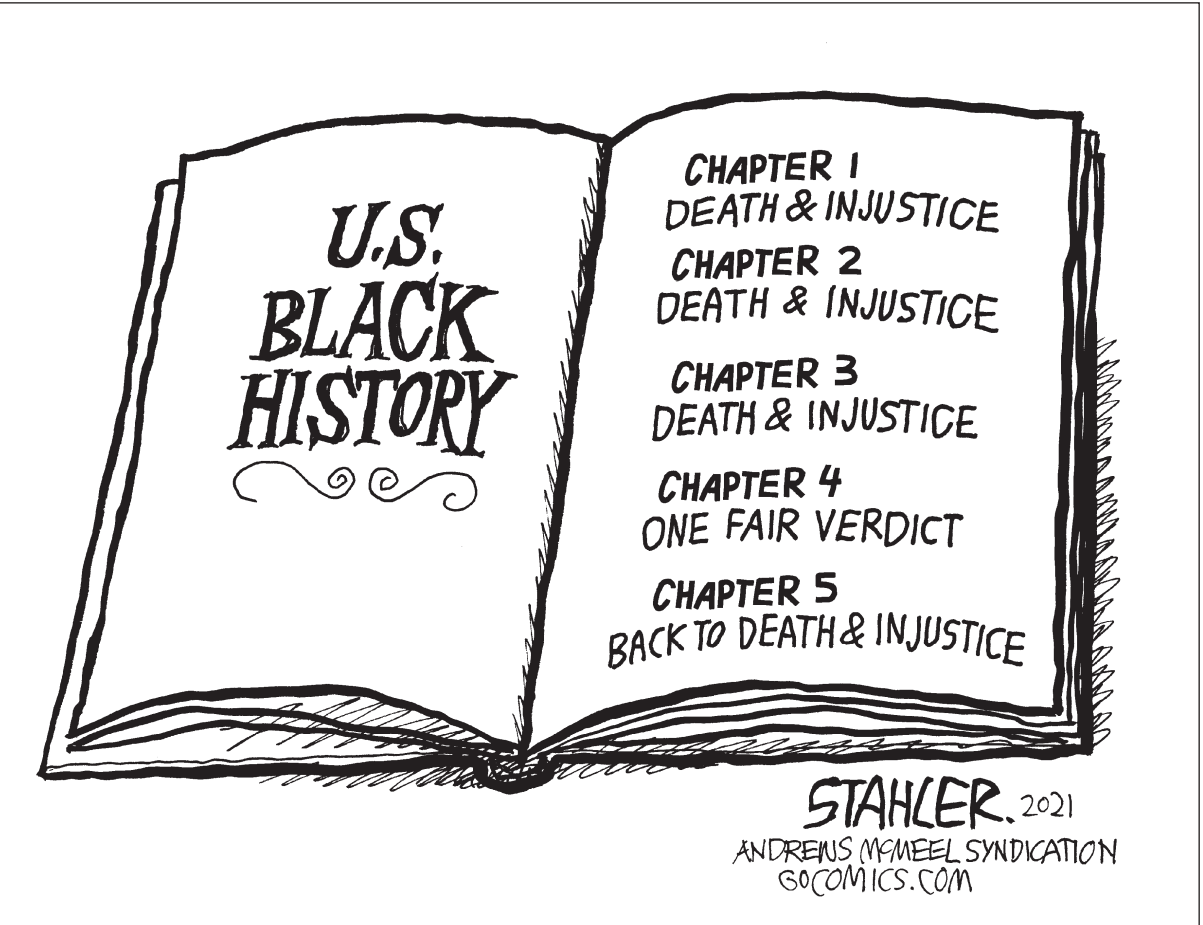 U.S.
BLACK
HISTORY
CHAPTER 1
DEATH & INJUSTICE
CHAPTER 2
DEATH & INJUSTICE
CHAPTER 3
DEATH & INJUSTICE
CHAPTER 4
ONE FAIR VERDICT
CHAPTER 5
BACK TO DEATH & INJUSTICE
STAHLER. 2021
ANDREWS MCMEEL SYNDICATION
GOCOMICS.COM